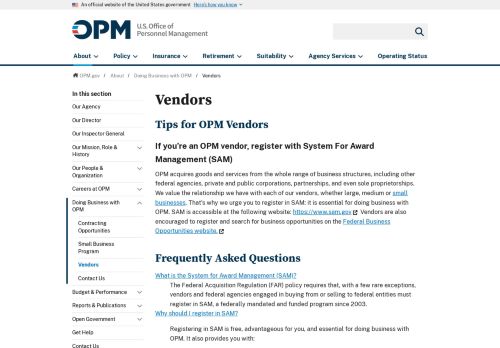 An official website of the United States government Here's how you know
OPM U.S. Office of
Personnel Management
About Policy Insurance Retirement Suitability Agency Services Operating Status
OPM.gov / About / Doing Business with OPM / Vendors
In this section
Our Agency
Our Director
Our Inspector General
Our Mission, Role &
History
Our People &
Organization
Careers at OPM
Doing Business with
OPM
Contracting
Opportunities
Small Business
Program
Vendors
Contact Us
Budget & Performance
Reports & Publications
Open Government
Get Help
Contact Us
Vendors
Tips for OPM Vendors
If you're an OPM vendor, register with System For Award
Management (SAM)
OPM acquires goods and services from the whole range of business structures, including other
federal agencies, private and public corporations, partnerships, and even sole proprietorships.
We value the relationship we have with each of our vendors, whether large, medium or small
businesses. That's why we urge you to register in SAM: it is essential for doing business with
OPM. SAM is accessible at the following website: https://www.sam.gov Vendors are also
encouraged to register and search for business opportunities on the Federal Business
Opportunities website.
Frequently Asked Questions
What is the System for Award Management (SAM)?
The Federal Acquisition Regulation (FAR) policy requires that, with a few rare exceptions,
vendors and federal agencies engaged in buying from or selling to federal entities must
register in SAM, a federally mandated and funded program since 2003.
Why should I register in SAM?
Registering in SAM is free, advantageous for you, and essential for doing business with
OPM. It also provides you with: